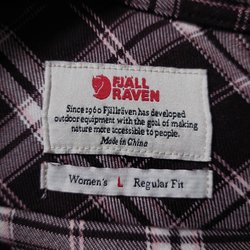 FJÄLL
RÄVEN
Since 1960 Fjällräven has developed
outdoor equipment with the goal of making
nature more accessible to people.
Made in China
Women's L Regular Fit